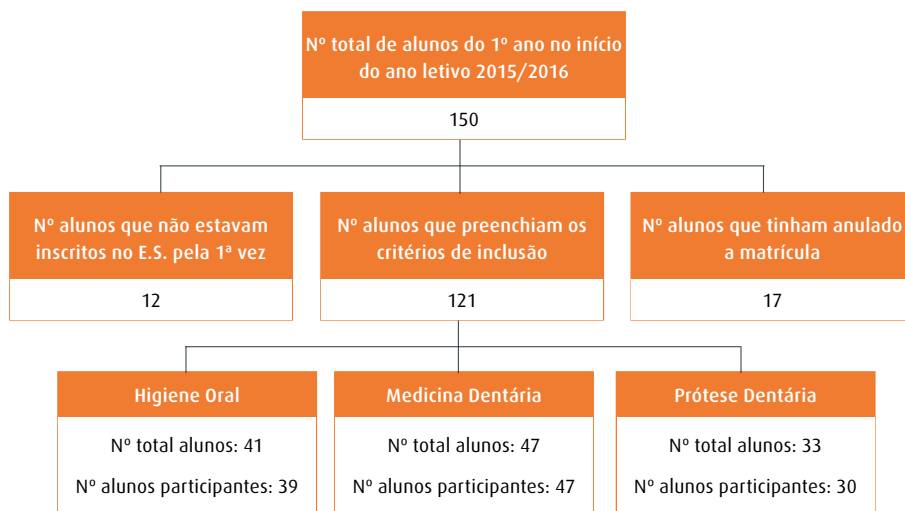 Nº total de alunos do 1º ano no início
do ano letivo 2015/2016
150
Nº alunos que não estavam
inscritos no E.S. pela 1ª vez
12
Nº alunos que preenchiam os
critérios de inclusão
121
Nº alunos que tinham anulado
a matrícula
17
Higiene Oral
Nº total alunos: 41
Nº alunos participantes: 39
Medicina Dentária
Nº total alunos: 47
Nº alunos participantes: 47
Prótese Dentária
Nº total alunos: 33
Nº alunos participantes: 30